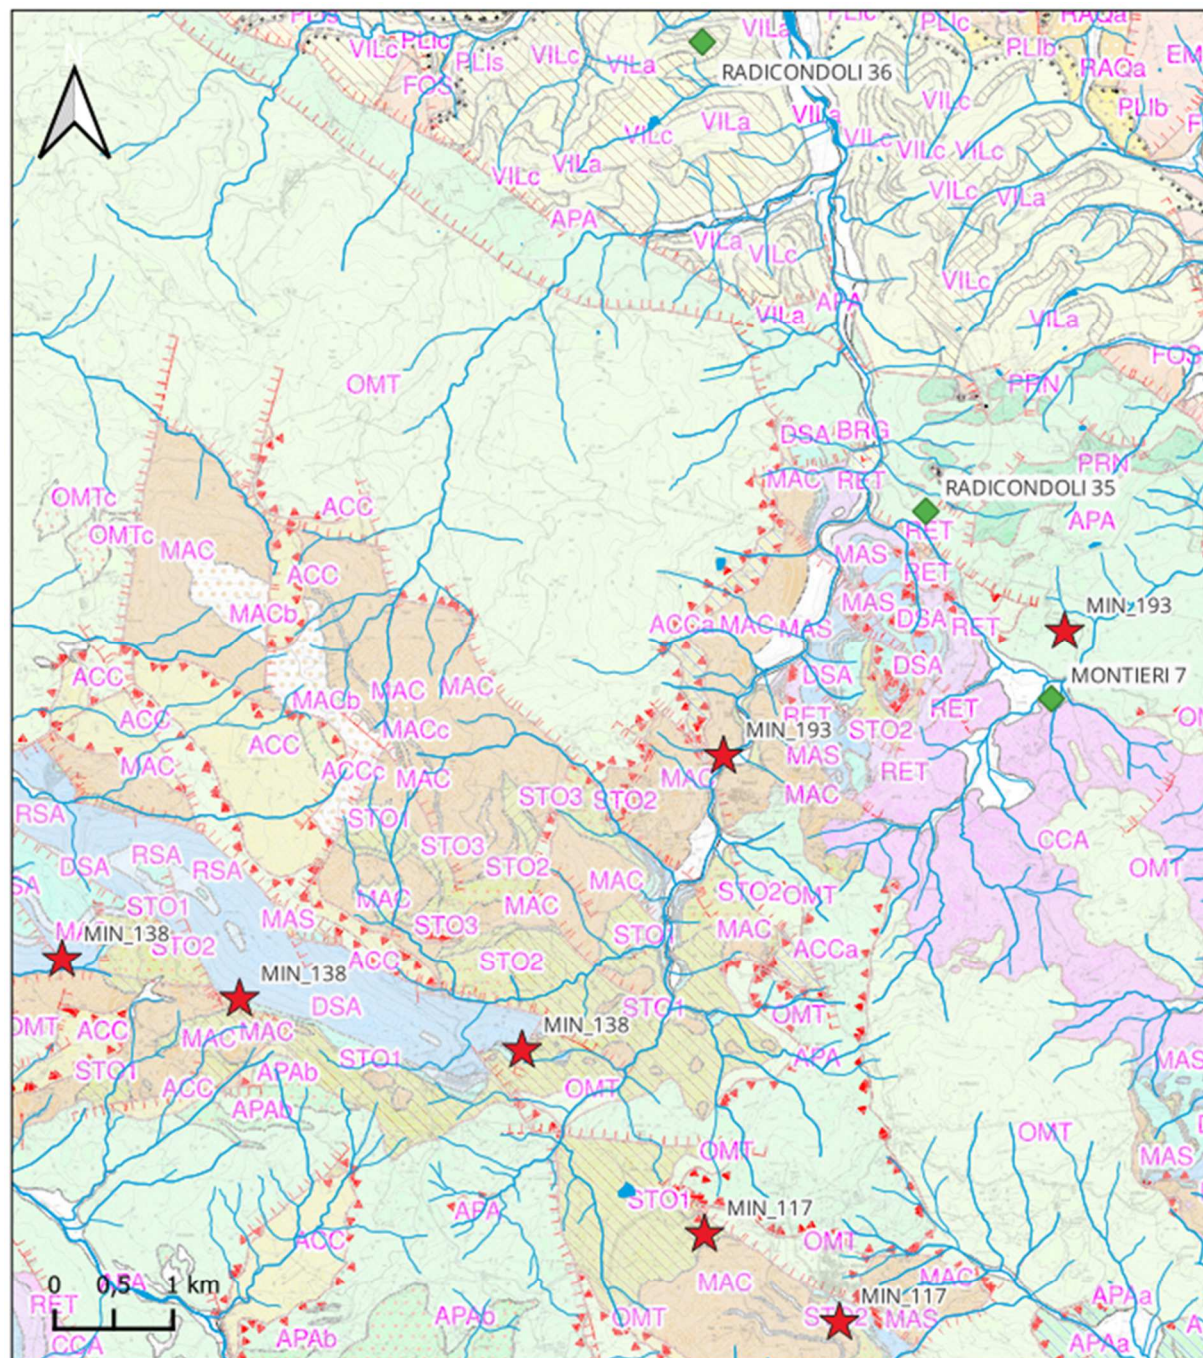 PLIs
VILc
PLIc
PLIs
FOS
VILc
VILa
VILa
PLIc
PLIc
PLIb
RAQa
RAQa
EM
PLIb
RADICONDOLI 36
VILc
VILa
VILa
VILc
VILc
VILc
VILc
VILa
VILc
VILc
VILa
APA
VILa
VILc
VILc
VILa
APA
VILa
FOS
OMT
PRN
DSA
BRG
PRN
MAC
RET
RADICONDOLI 35
OMTc
ACC
APA
OMTc
RET
MAC
MAS
ACC
RET
MACb
MAS
DSA
MIN_193
ACCa
MAC
MAS
RET
ACC
DSA
DSA
MONTIERI 7
MAC
MAC
MACb
ACC
MACc
RET
RET
ACC
MIN_193
STO2
MAC
ACCc
MAC
MAC
MAS
RET
STO3
STO2
MAC
RSA
STO1
CCA
STO3
DSA
RSA
RSA
STO2
OMT
MAC
SA
MAC
STO2
OMT
STO1
MAC
MAS
STO3
MAC
MIN_138
STO2
STO1
ACCa
ACC
STO2
MIN_138
DSA
STO1
OMT
OMT
ACC
MAC
MAC
MIN_138
STO1
APA
STO1
APAb
OMT
MAS
ACC
APAb
OMT
OMT
MAS
STO1
APA
MIN_117
ACC
OMT
0 0,5 1 km
APA
MAC
MAC
RET
MIN_117
APAa
CCA
APAb
APAb
OMT
STO2
MAS
APAa